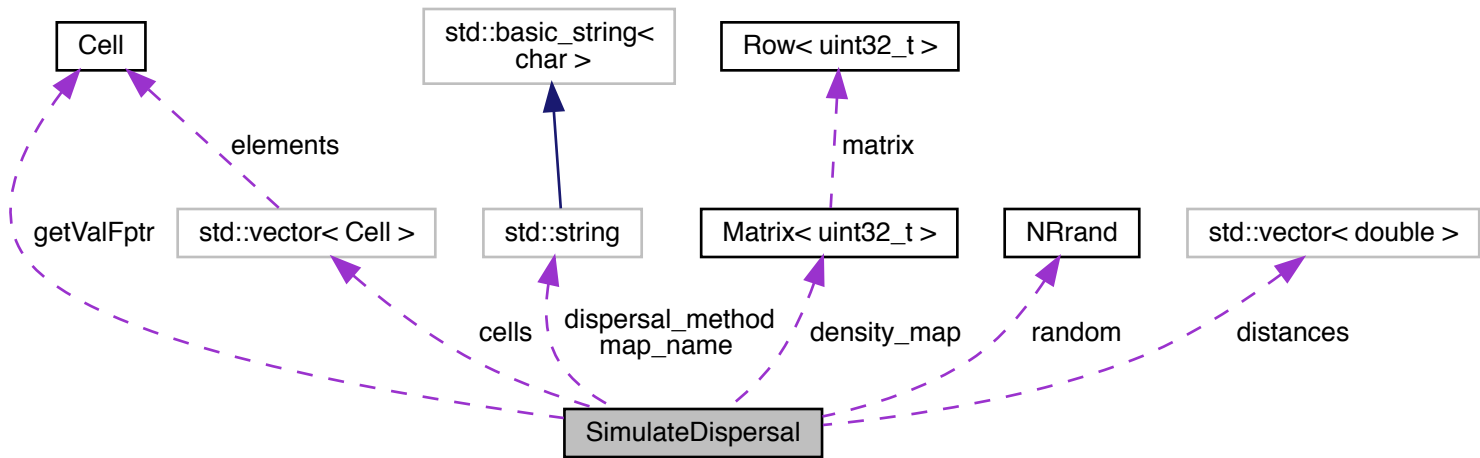 Cell
std::basic_string<
char >
Row< uint32_t >
elements
matrix
getValFptr
std::vector< Cell >
std::string
Matrix< uint32_t >
NRrand
std::vector< double >
cells
dispersal_method
map_name
density_map
random
distances
SimulateDispersal